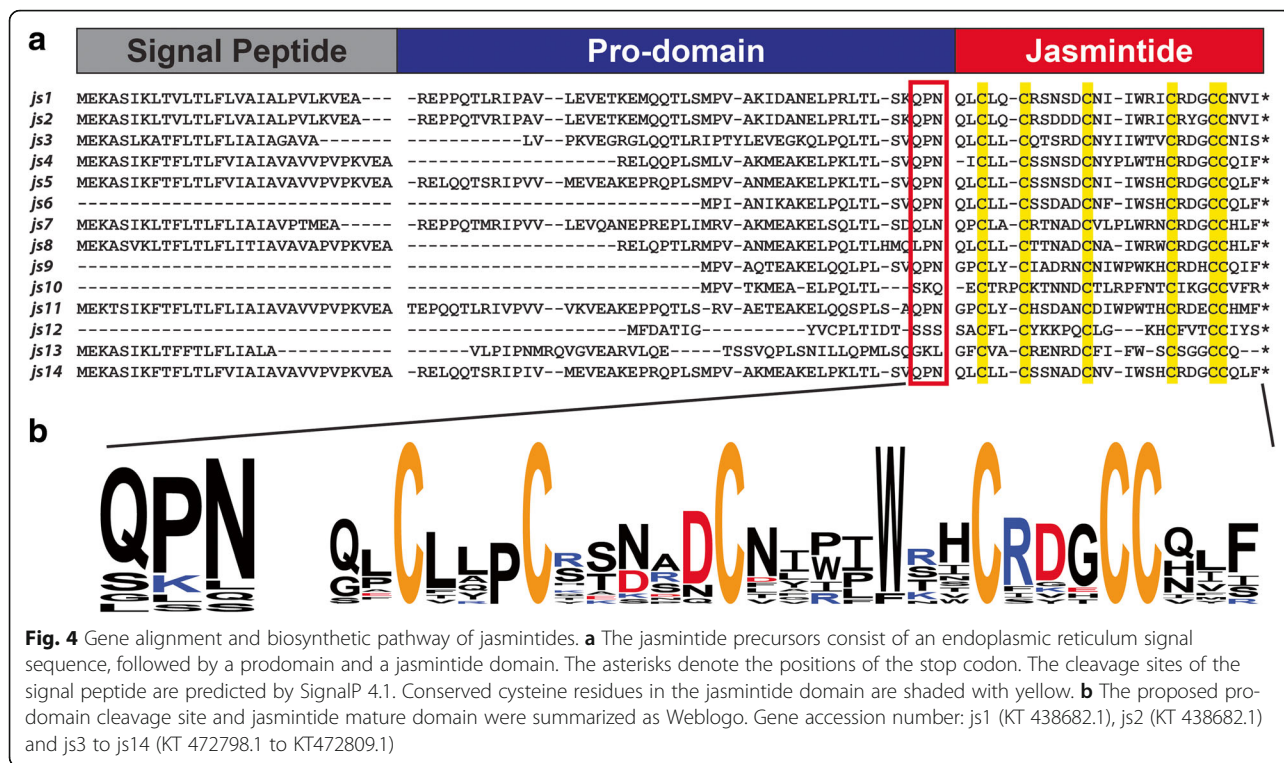 a
Signal Peptide Pro-domain Jasmintide
js1 MEKASIKLTVLTLFLVAIALPVLKVEA---- -REPPQTLRIPAV--LEVETKEMQQTLSMPV-AKIDANELPRLTL-SKQPN QLCLQ-CRSNSDCNI-IWRICRDGCCNVI*
js2 MEKASIKLTVLTLFLVAIALPVLKVEA---- -REPPQTVRIPAV--LEVETKEMQQTLSMPV-AKIDANELPRLTL-SKQPN QLCLQ-CRSDDDCNI-IWRICRYGCCNVI*
js3 MEKASLKATFLTLFLIAIAGAVA-------- -----------LV--PKVEGRGLQQTLRIPTYLEVEGKQLPQLTL-SVQPN QLCLL-CQTSRDCNYIIWTVCRDGCCNIS*
js4 MEKASIKFTFLTLFVIAIAVAVVPVPKVEA --------------------RELQQPLSMLV-AKMEAKELPKLTL-SVQPN -ICLL-CSSNSDCNYPLWTHCRDGCCQIF*
js5 MEKASIKFTFLTLFVIAIAVAVVPVPKVEA -RELQQTSRIPVV--MEVEAKEPRQPLSMPV-ANMEAKELPKLTL-SVQPN QLCLL-CSSNSDCNI-IWSHCRDGCCQLF*
js6 ------------------------------- ----------------------------MPI-ANIKAKELPQLTL-SVQPN QLCLL-CSSDADCNF-IWSHCRDGCCQLF*
js7 MEKASIKFTFLTLFLIAIAVPTMEA------ -REPPQTMRIPVV--LEVQANEPREPLIMRV-AKMEAKELSQLTL-SDQLN QPCLA-CRTNADCVLPLWRNCRDGCCHLF*
js8 MEKASVKLTFLTLFLITIAVAVAPVPKVEA --------------------RELQPTLRMPV-ANMEAKELPQLTLHMQLPN QLCLL-CTTNADCNA-IWRWCRDGCCHLF*
js9 ------------------------------- ----------------------------MPV-AQTEAKELQQLPL-SVQPN GPCLY-CIADRNCNIWPWKHCRDHCCQIF*
js10 ------------------------------- ----------------------------MPV-TKMEA-ELPQLTL---SKQ -ECTRPCKTNNDCTLRPFNTCIKGCCVFR*
js11 MEKTSIKFTFLTLFLIAIAVAVVPVPKVEA TEPQQTLRIVPVV--VKVEAKEPPQTLS-RV-AETEAKELQQSPLS-AQPN GPCLY-CHSDANCDIWPWTHCRDECCHMF*
js12 ------------------------------- ---------------------MFDATIG---------YVCPLTIDT-SSS SACFL-CYKKPQCLG---KHCFVTCCIYS*
js13 MEKASIKLTFFTLFLIALA------------ ------VLPIPNMRQVGVEARVLQE-----TSSVQPLSNILLQPMLSQGKL GFCVA-CRENRDCFI-FW-SCSGGCCQ--*
js14 MEKASIKFTFLTLFVIAIAVAVVPVPKVEA -RELQQTSRIPVV--MEVEAKERQPLSMPV-AKMEAKELPKLTL-SVQPN QLCLL-CSSNADCNV-IWSHCRDGCCQLF*
b
QPN QLCLLPCRSNADCNIPIWRHCRDGCCQLF
Fig. 4 Gene alignment and biosynthetic pathway of jasmintides. a The jasmintide precursors consist of an endoplasmic reticulum signal
sequence, followed by a prodomain and a jasmintide domain. The asterisks denote the positions of the stop codon. The cleavage sites of the
signal peptide are predicted by SignalP 4.1. Conserved cysteine residues in the jasmintide domain are shaded with yellow. b The proposed pro-
domain cleavage site and jasmintide mature domain were summarized as Weblogo. Gene accession number: js1 (KT 438682.1), js2 (KT 438682.1)
and js3 to js14 (KT 472798.1 to KT472809.1)